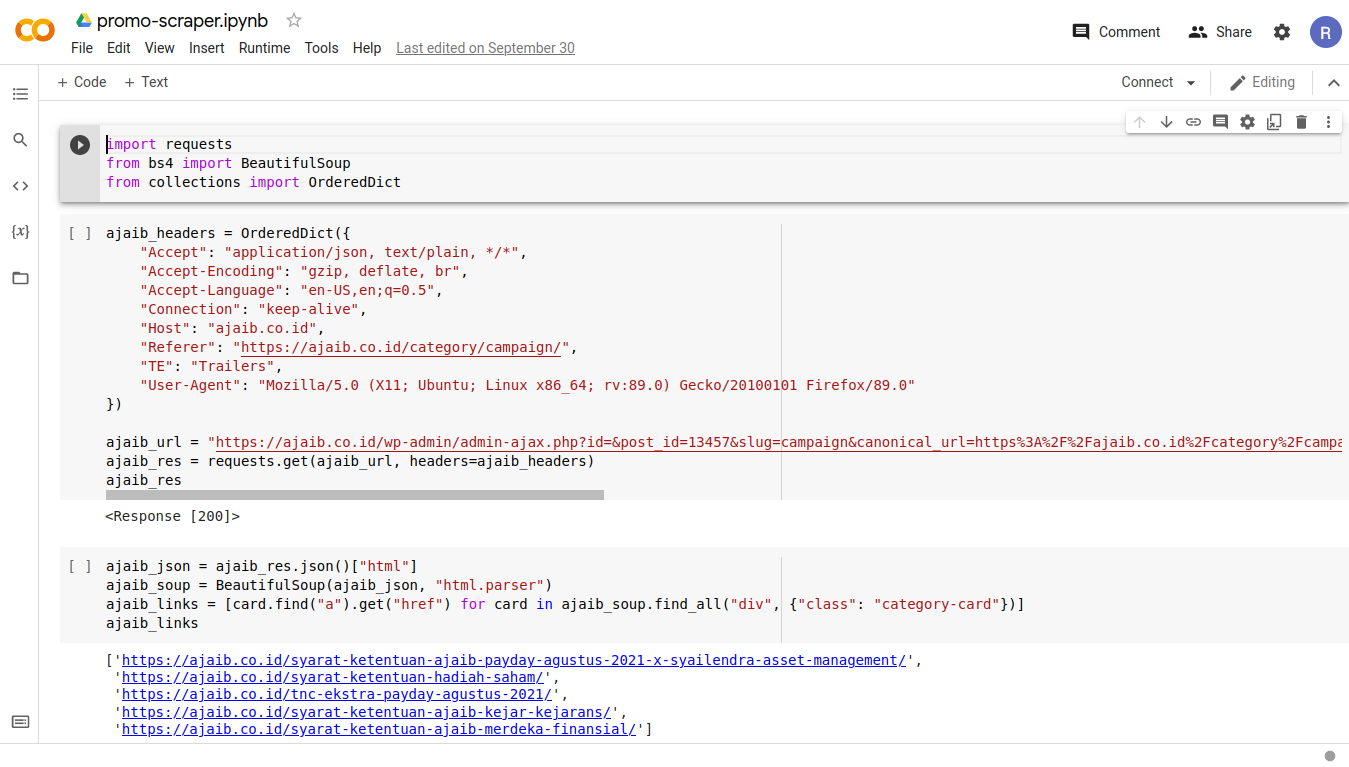 promo-scraper.ipynb
File Edit View Insert Runtime Tools Help Last edited on September 30
Comment Share R
+ Code + Text
Connect Editing
import requests
from bs4 import BeautifulSoup
from collections import OrderedDict
[ ] ajaib_headers = OrderedDict({
"Accept": "application/json, text/plain, */*",
"Accept-Encoding": "gzip, deflate, br",
"Accept-Language": "en-US,en;q=0.5",
"Connection": "keep-alive",
"Host": "ajaib.co.id",
"Referer": "https://ajaib.co.id/category/campaign/",
"TE": "Trailers",
"User-Agent": "Mozilla/5.0 (X11; Ubuntu; Linux x86_64; rv:89.0) Gecko/20100101 Firefox/89.0"
})
ajaib_url = "https://ajaib.co.id/wp-admin/admin-ajax.php?id=&post_id=13457&slug=campaign&canonical_url=https%3A%2F%2Fajaib.co.id%2Fcategory%2Fcampa
ajaib_res = requests.get(ajaib_url, headers=ajaib_headers)
ajaib_res
<Response [200]>
[ ] ajaib_json = ajaib_res.json()["html"]
ajaib_soup = BeautifulSoup(ajaib_json, "html.parser")
ajaib_links = [card.find("a").get("href") for card in ajaib_soup.find_all("div", {"class": "category-card"})]
ajaib_links
['https://ajaib.co.id/syarat-ketentuan-ajaib-payday-agustus-2021-x-syailendra-asset-management/',
'https://ajaib.co.id/syarat-ketentuan-hadiah-saham/',
'https://ajaib.co.id/tnc-ekstra-payday-agustus-2021/',
'https://ajaib.co.id/syarat-ketentuan-ajaib-kejar-kejarans/',
'https://ajaib.co.id/syarat-ketentuan-ajaib-merdeka-finansial/']